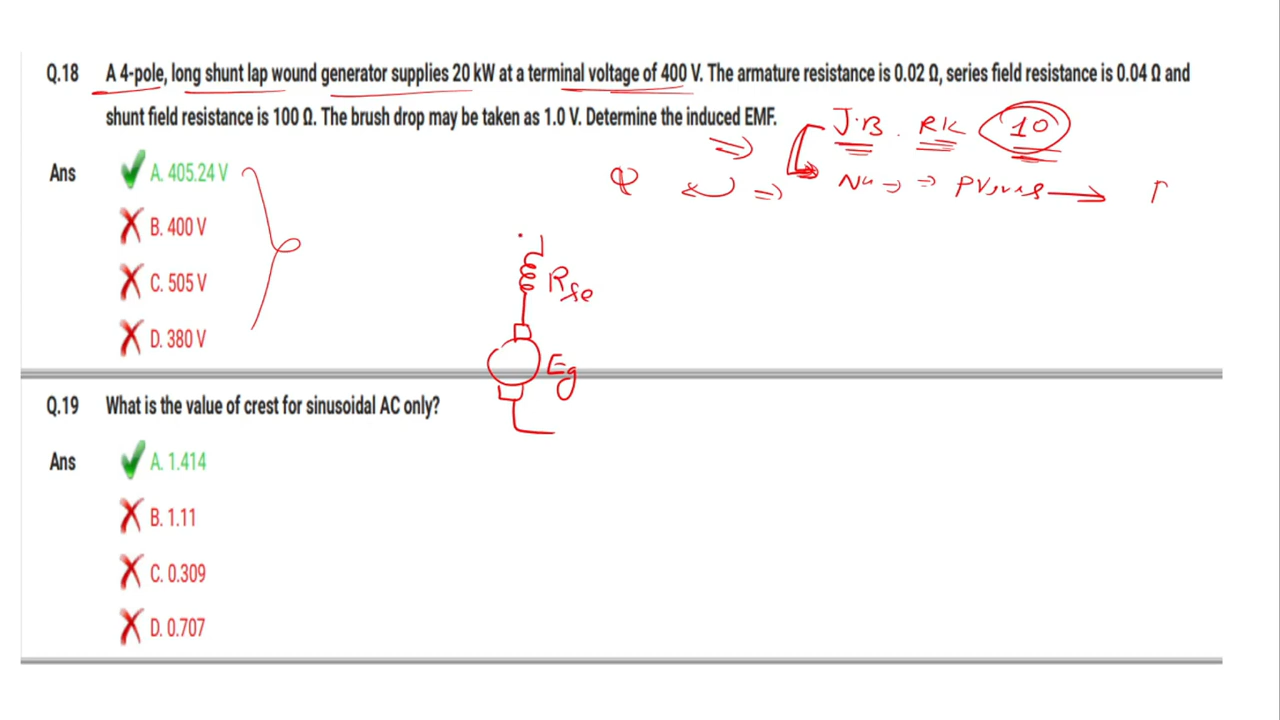 Q.18 A 4-pole, long shunt lap wound generator supplies 20 kW at a terminal voltage of 400 V. The armature resistance is 0.02 Ω, series field resistance is 0.04 Ω and
shunt field resistance is 100 Ω. The brush drop may be taken as 1.0 V. Determine the induced EMF.
J.B. RK 10
Ans A. 405.24 V
B. 400 V
C. 505 V
Rse
D. 380 V
Eg
Q.19 What is the value of crest for sinusoidal AC only?
Ans A. 1.414
B. 1.11
C. 0.309
D. 0.707